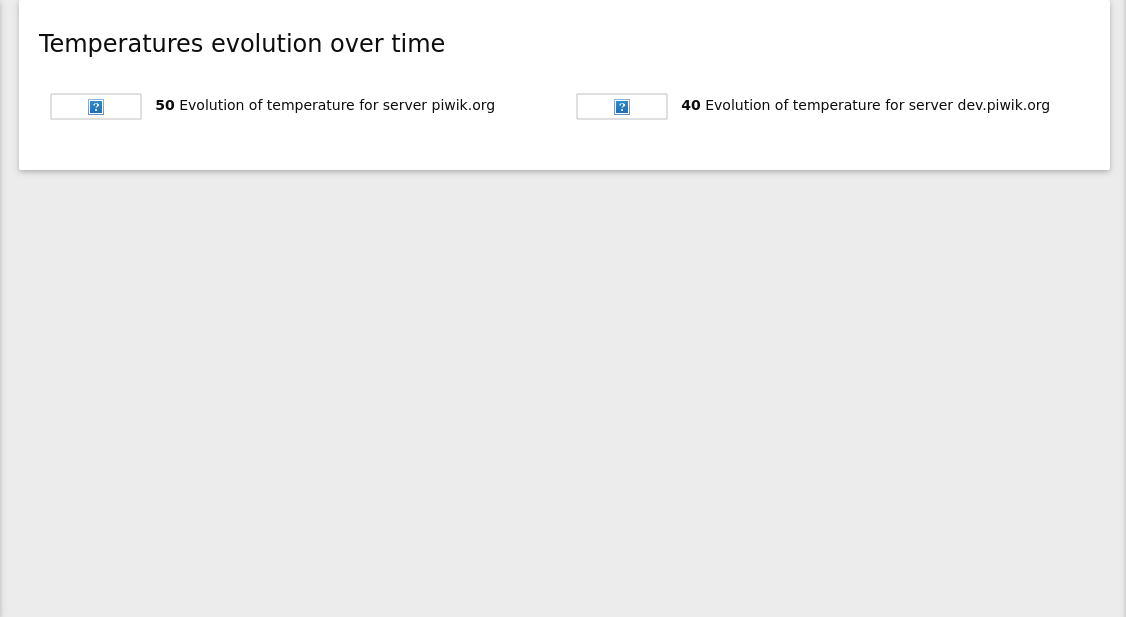 Temperatures evolution over time
50 Evolution of temperature for server piwik.org
40 Evolution of temperature for server dev.piwik.org